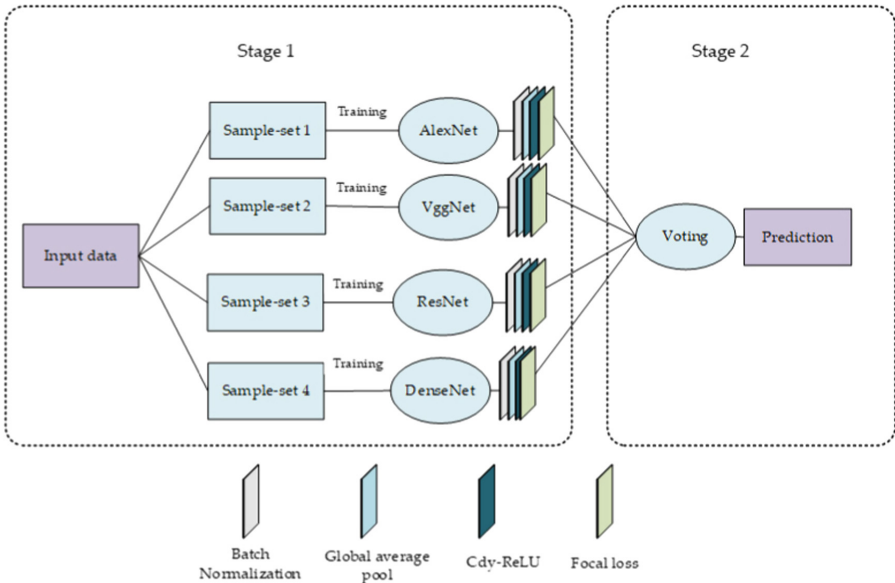 Stage 1
Stage 2
Sample-set 1
Training
AlexNet
Sample-set 2
Training
VggNet
Input data
Voting
Prediction
Sample-set 3
Training
ResNet
Sample-set 4
Training
DenseNet
Batch
Normalization
Global average
pool
Cdy-ReLU
Focal loss